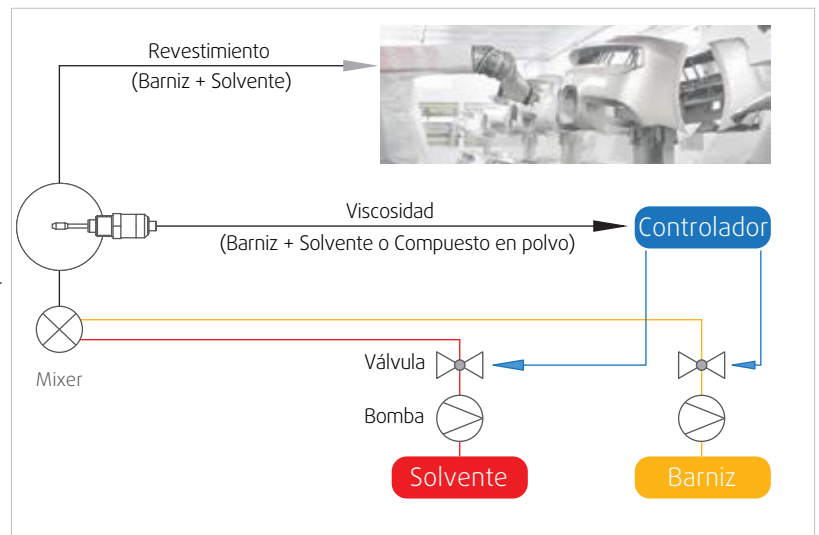 Revestimiento
(Barniz + Solvente)
Viscosidad
(Barniz + Solvente o Compuesto en polvo)
Controlador
Mixer
Válvula
Bomba
Solvente
Barniz